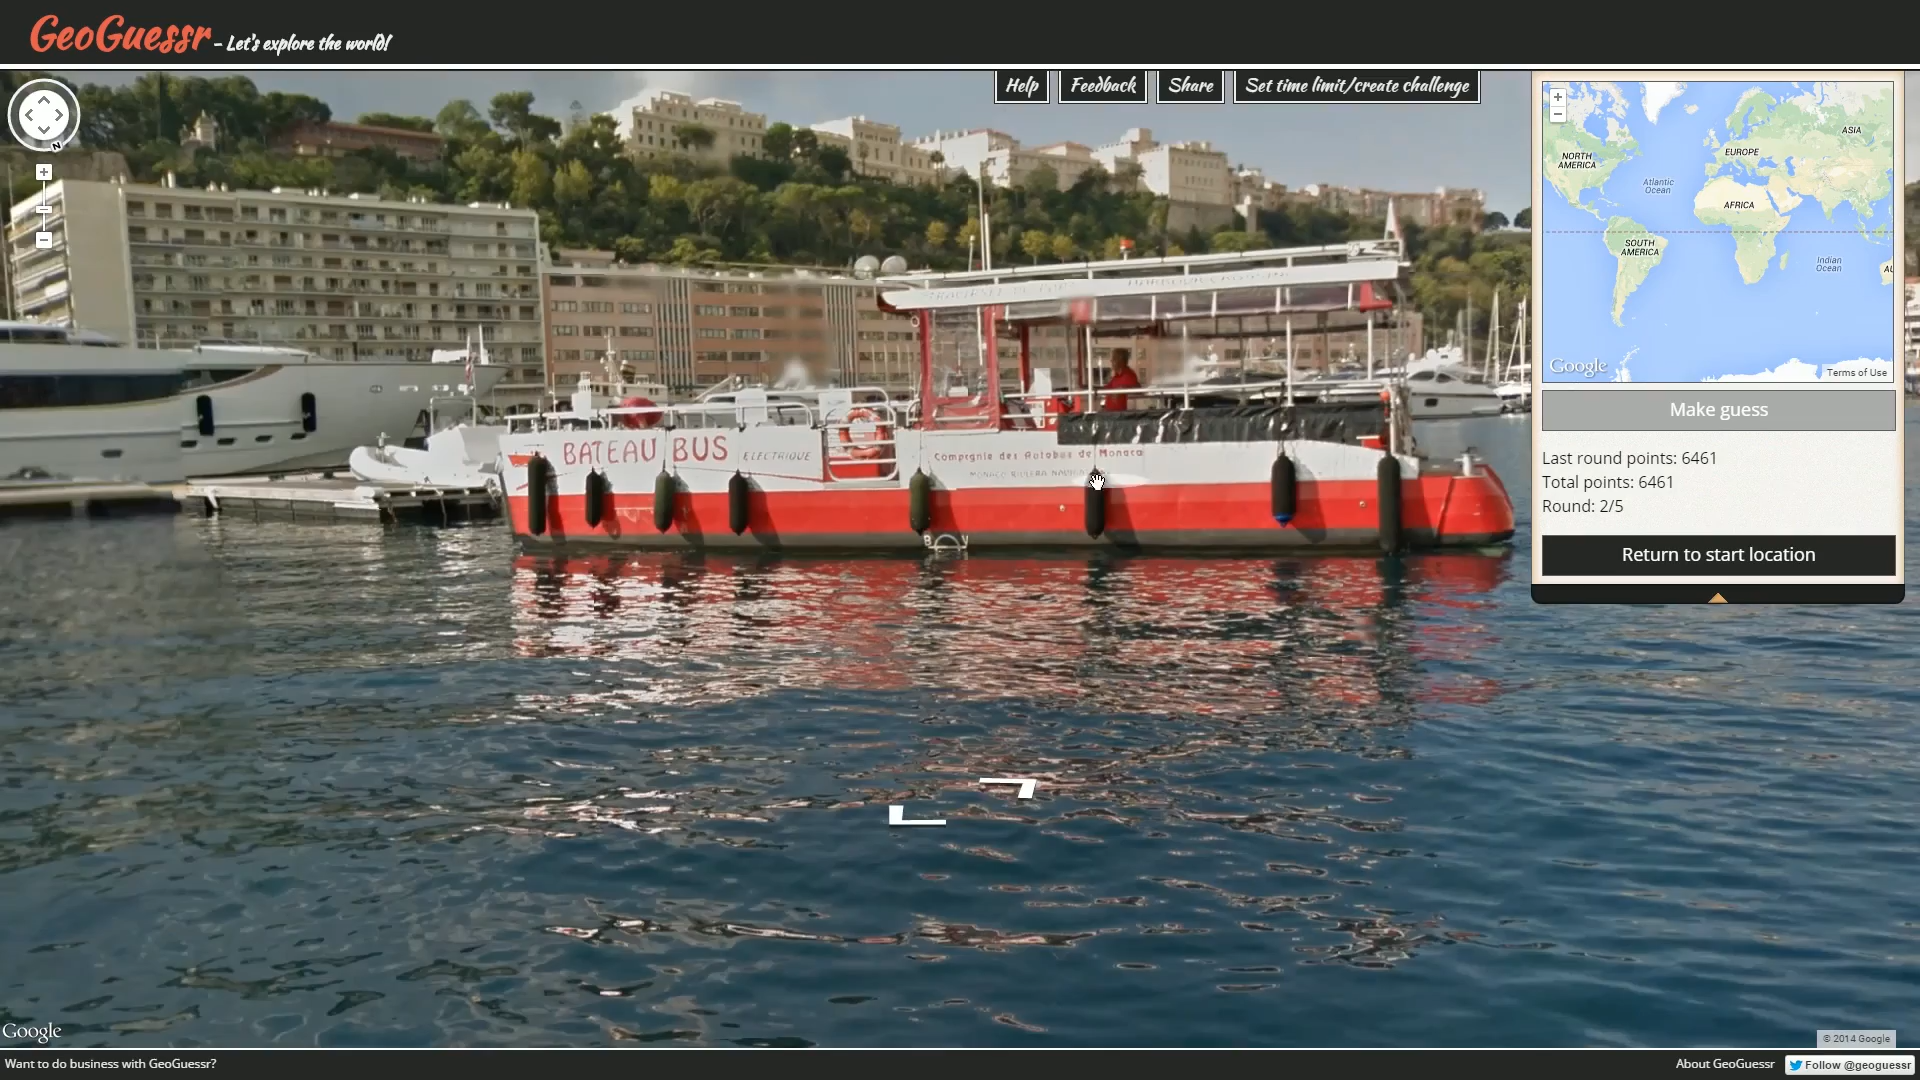 GeoGuessr - Let's explore the world!
Help
Feedback
Share
Set time limit/create challenge
N
+
−
+
−
NORTH
AMERICA
EUROPE
ASIA
Atlantic
Ocean
AFRICA
SOUTH
AMERICA
Indian
Ocean
AU
Google
Terms of Use
Make guess
Last round points: 6461
Total points: 6461
Round: 2/5
Return to start location
BATEAU BUS
ELECTRIQUE
Compagnie des Autobus de Monaco
Google
© 2014 Google
Want to do business with GeoGuessr?
About GeoGuessr
Follow @geoguessr